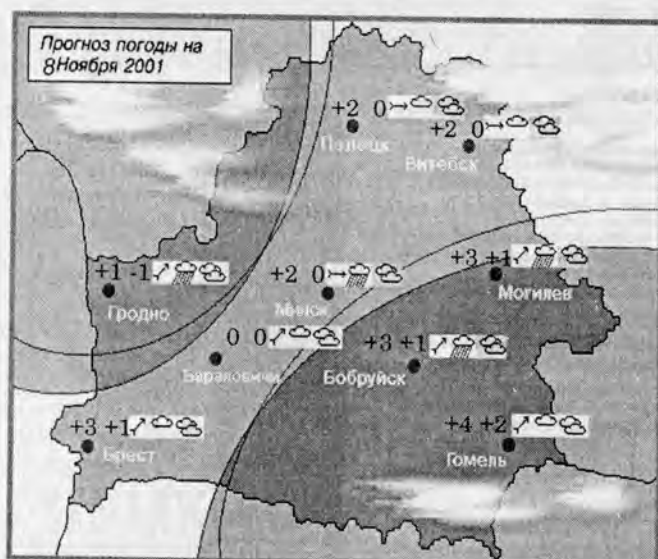 Прогноз погоды на
8Ноября 2001
+2 0
Полоцк
+2 0
Витебск
+3 +1
Могилев
+1 -1
Гродно
+2 0
Минск
0 0
Барановичи
+3 +1
Бобруйск
+3 +1
Брест
+4 +2
Гомель